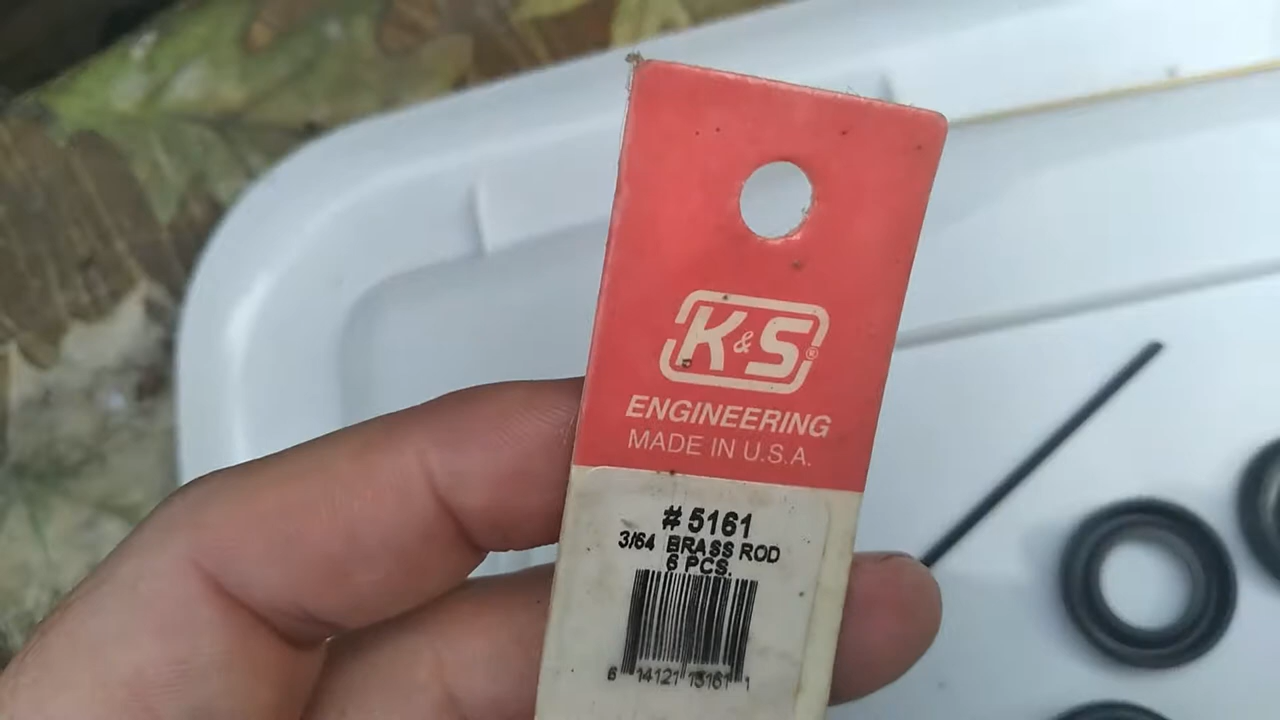 K&S®
ENGINEERING
MADE IN U.S.A.
# 5161
3/64 BRASS ROD
6 PCS.
6 14121 15161 1